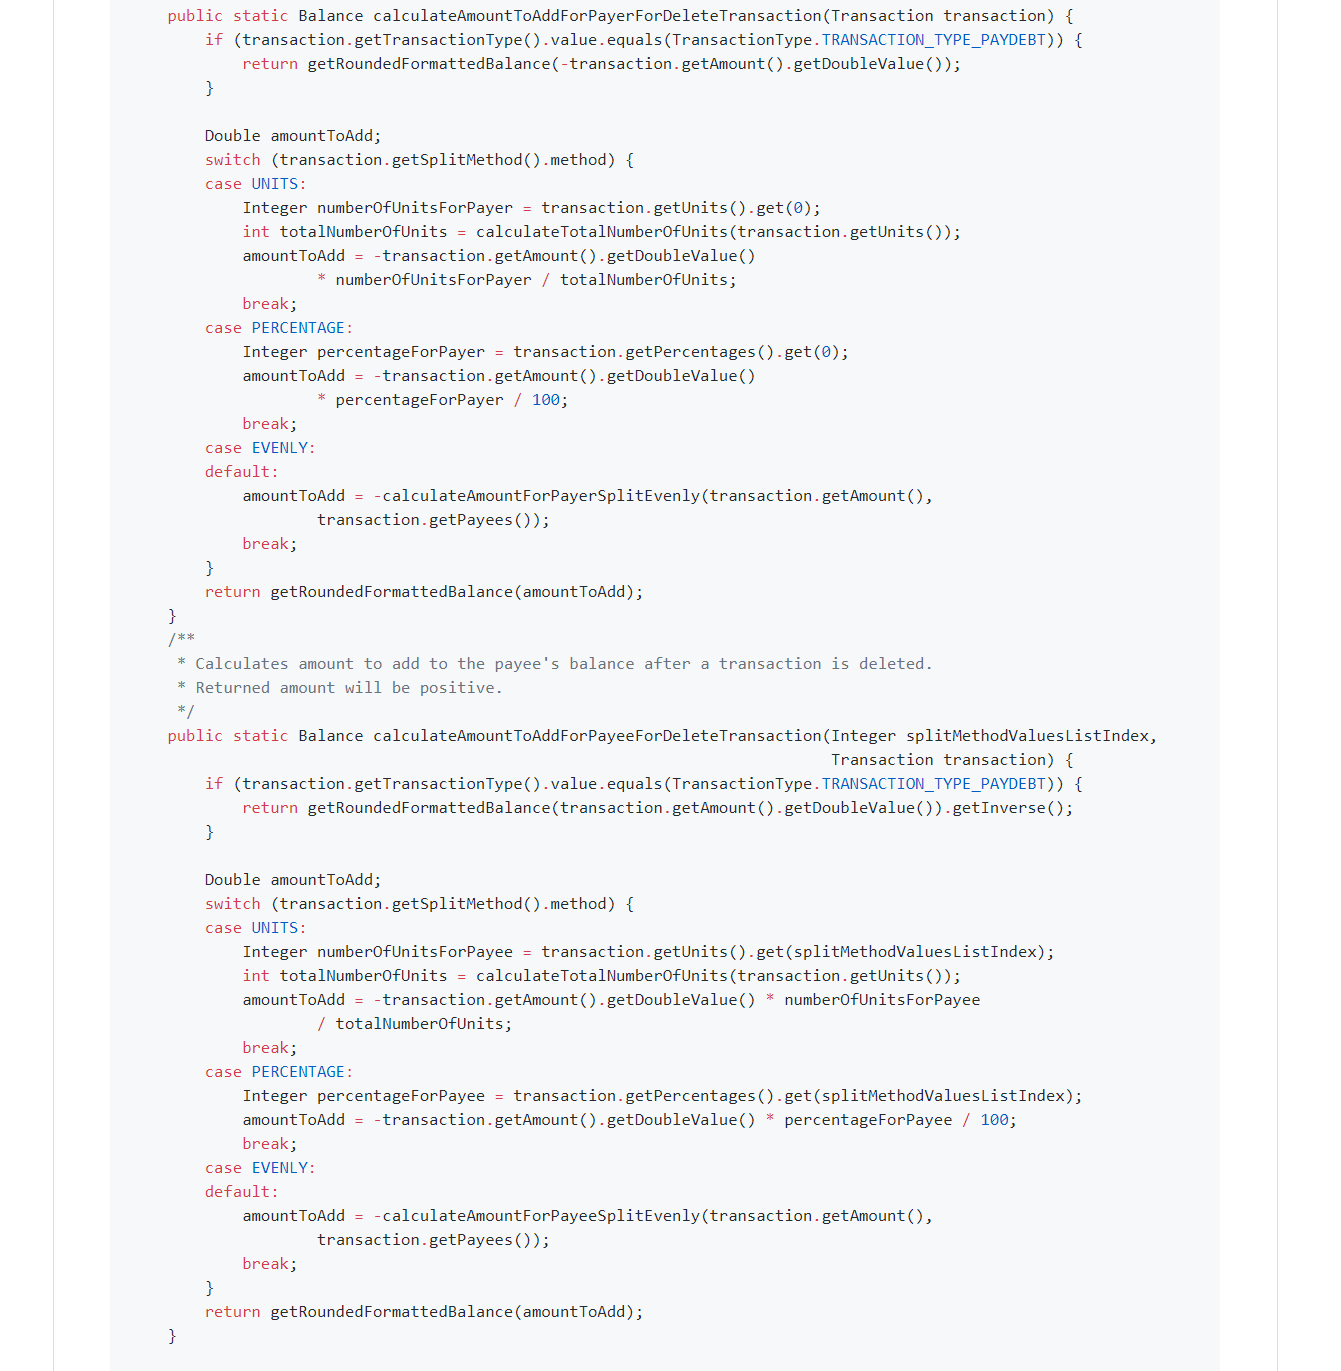 public static Balance calculateAmountToAddForPayerForDeleteTransaction(Transaction transaction) {
if (transaction.getTransactionType().value.equals(TransactionType.TRANSACTION_TYPE_PAYDEBT)) {
return getRoundedFormattedBalance(-transaction.getAmount().getDoubleValue());
}
Double amountToAdd;
switch (transaction.getSplitMethod().method) {
case UNITS:
Integer numberOfUnitsForPayer = transaction.getUnits().get(0);
int totalNumberOfUnits = calculateTotalNumberOfUnits(transaction.getUnits());
amountToAdd = -transaction.getAmount().getDoubleValue()
* numberOfUnitsForPayer / totalNumberOfUnits;
break;
case PERCENTAGE:
Integer percentageForPayer = transaction.getPercentages().get(0);
amountToAdd = -transaction.getAmount().getDoubleValue()
* percentageForPayer / 100;
break;
case EVENLY:
default:
amountToAdd = -calculateAmountForPayerSplitEvenly(transaction.getAmount(),
transaction.getPayees());
break;
}
return getRoundedFormattedBalance(amountToAdd);
}
/**
* Calculates amount to add to the payee's balance after a transaction is deleted.
* Returned amount will be positive.
*/
public static Balance calculateAmountToAddForPayeeForDeleteTransaction(Integer splitMethodValuesListIndex,
Transaction transaction) {
if (transaction.getTransactionType().value.equals(TransactionType.TRANSACTION_TYPE_PAYDEBT)) {
return getRoundedFormattedBalance(transaction.getAmount().getDoubleValue()).getInverse();
}
Double amountToAdd;
switch (transaction.getSplitMethod().method) {
case UNITS:
Integer numberOfUnitsForPayee = transaction.getUnits().get(splitMethodValuesListIndex);
int totalNumberOfUnits = calculateTotalNumberOfUnits(transaction.getUnits());
amountToAdd = -transaction.getAmount().getDoubleValue() * numberOfUnitsForPayee
/ totalNumberOfUnits;
break;
case PERCENTAGE:
Integer percentageForPayee = transaction.getPercentages().get(splitMethodValuesListIndex);
amountToAdd = -transaction.getAmount().getDoubleValue() * percentageForPayee / 100;
break;
case EVENLY:
default:
amountToAdd = -calculateAmountForPayeeSplitEvenly(transaction.getAmount(),
transaction.getPayees());
break;
}
return getRoundedFormattedBalance(amountToAdd);
}